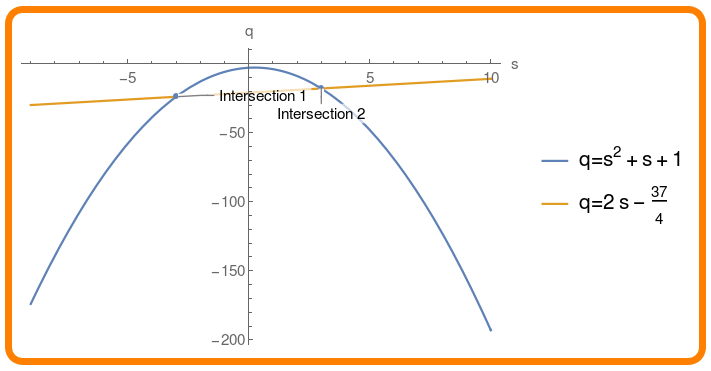 q
s
−5
5
10
Intersection 1
Intersection 2
−50
−100
−150
−200
q=s² + s + 1
q=2 s − 37/4